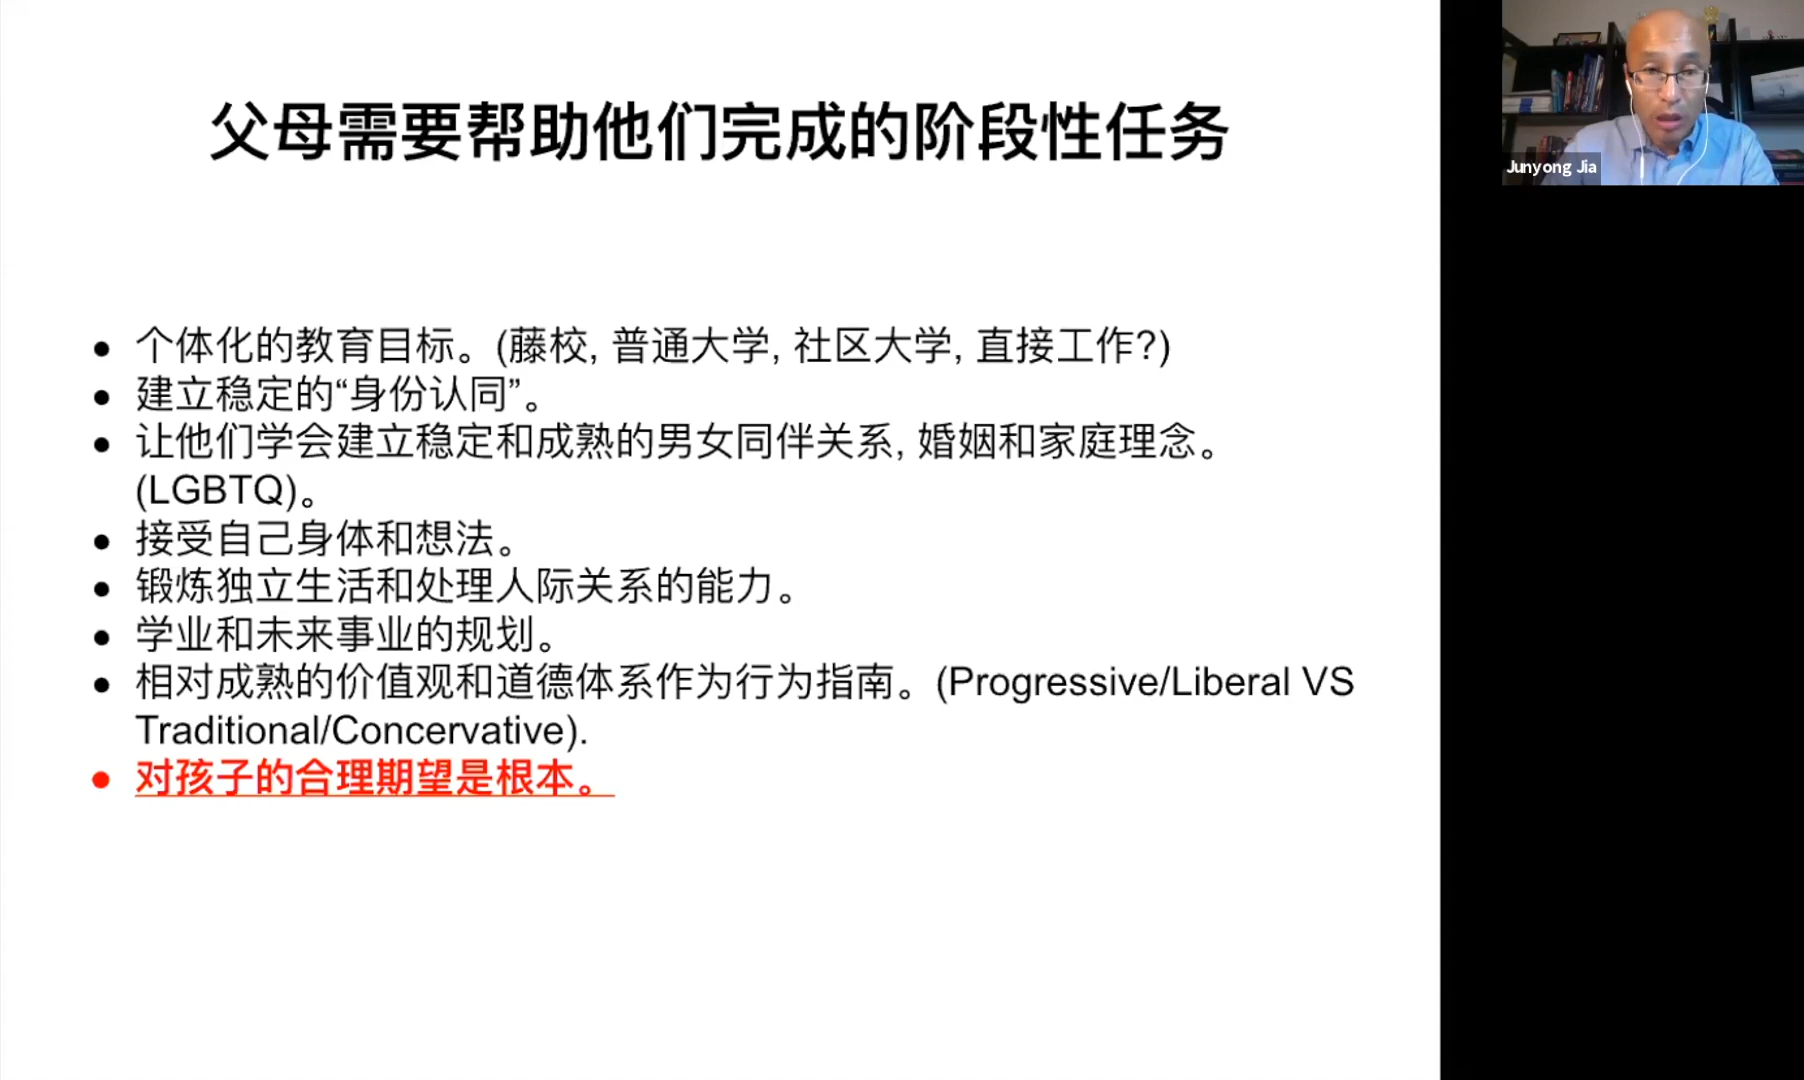 父母需要帮助他们完成的阶段性任务
Junyong Jia
● 个体化的教育目标。(藤校, 普通大学, 社区大学, 直接工作?)
● 建立稳定的“身份认同”。
● 让他们学会建立稳定和成熟的男女同伴关系, 婚姻和家庭理念。
(LGBTQ)。
● 接受自己身体和想法。
● 锻炼独立生活和处理人际关系的能力。
● 学业和未来事业的规划。
● 相对成熟的价值观和道德体系作为行为指南。(Progressive/Liberal VS
Traditional/Concervative).
● 对孩子的合理期望是根本。